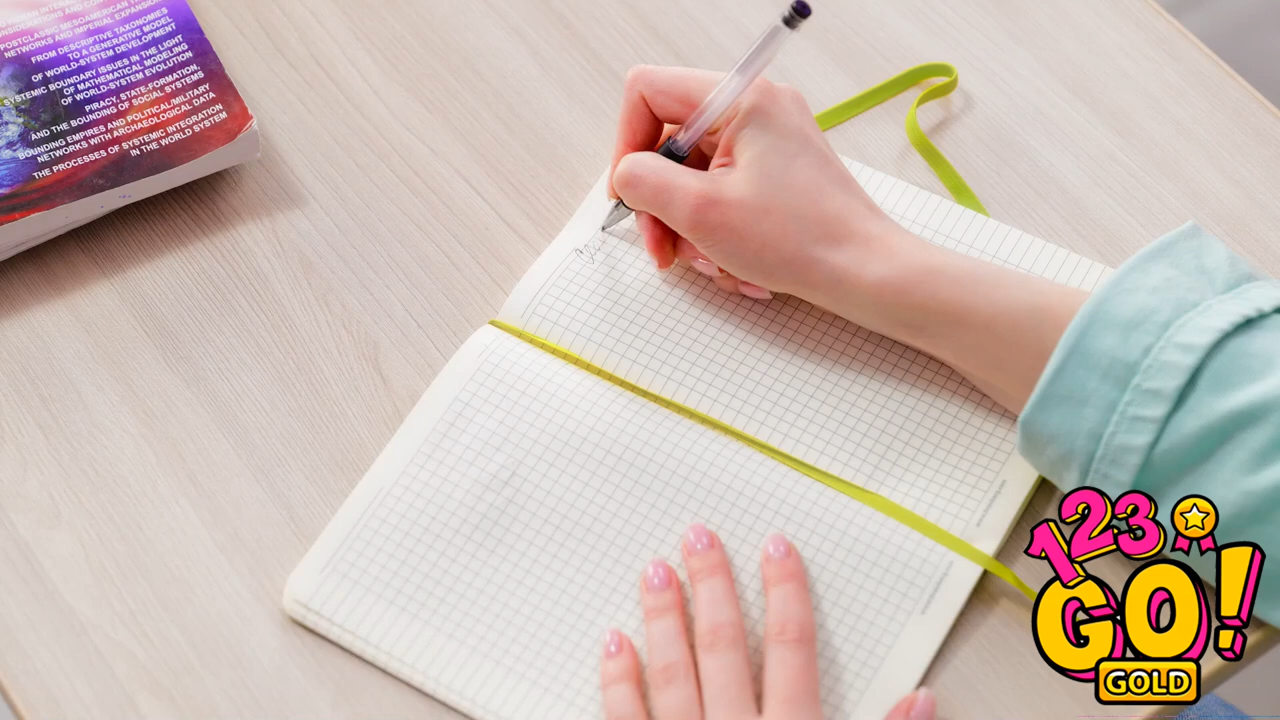 POSTCLASSIC MESOAMERICAN
NETWORKS AND IMPERIAL EXPANSION
FROM DESCRIPTIVE TAXONOMIES
TO A GENERATIVE MODEL
OF WORLD-SYSTEM DEVELOPMENT
SYSTEMIC BOUNDARY ISSUES IN THE LIGHT
OF MATHEMATICAL MODELING
OF WORLD-SYSTEM EVOLUTION
PIRACY, STATE-FORMATION,
AND THE BOUNDING OF SOCIAL SYSTEMS
BOUNDING EMPIRES AND POLITICAL/MILITARY
NETWORKS WITH ARCHAEOLOGICAL DATA
THE PROCESSES OF SYSTEMIC INTEGRATION
IN THE WORLD SYSTEM
123
GO!
GOLD